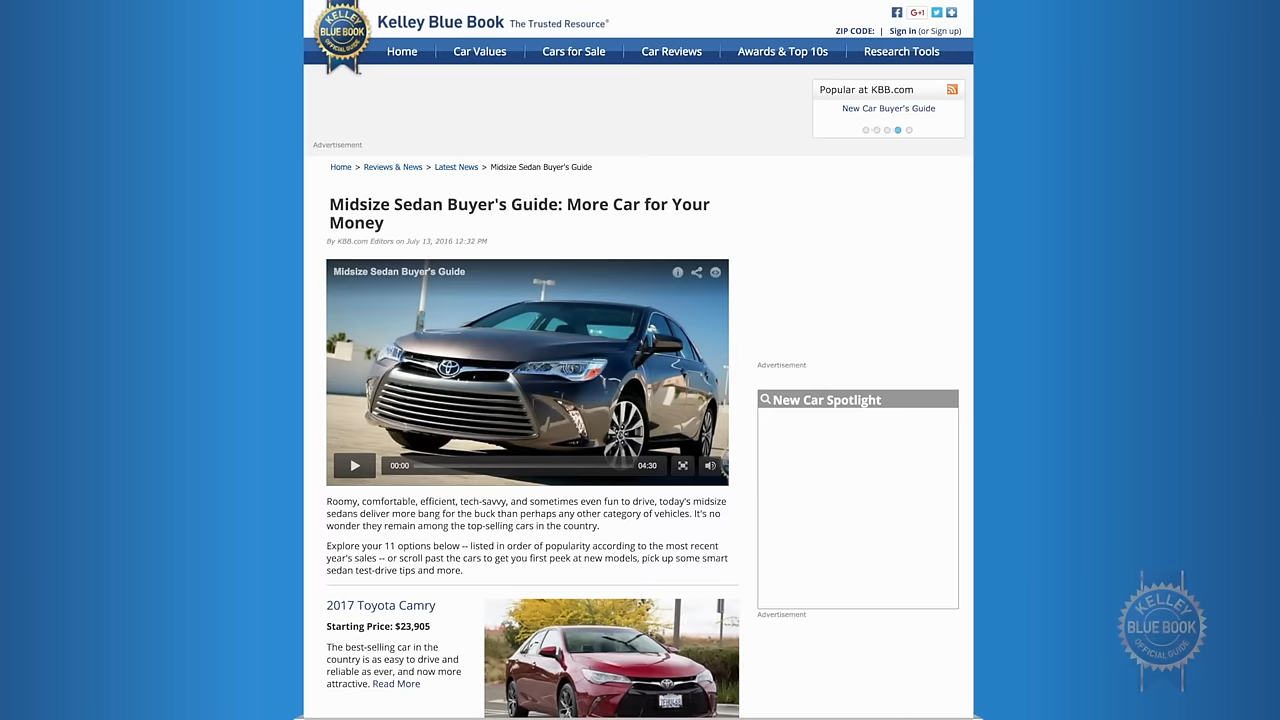 KELLEY
BLUE BOOK
OFFICIAL GUIDE
Kelley Blue Book The Trusted Resource®
G+1
ZIP CODE: | Sign in (or Sign up)
Home Car Values Cars for Sale Car Reviews Awards & Top 10s Research Tools
Popular at KBB.com
New Car Buyer's Guide
Advertisement
Home > Reviews & News > Latest News > Midsize Sedan Buyer's Guide
Midsize Sedan Buyer's Guide: More Car for Your
Money
By KBB.com Editors on July 13, 2016 12:32 PM
Midsize Sedan Buyer's Guide
00:00 04:30
Advertisement
New Car Spotlight
Roomy, comfortable, efficient, tech-savvy, and sometimes even fun to drive, today's midsize
sedans deliver more bang for the buck than perhaps any other category of vehicles. It's no
wonder they remain among the top-selling cars in the country.
Explore your 11 options below -- listed in order of popularity according to the most recent
year's sales -- or scroll past the cars to get you first peek at new models, pick up some smart
sedan test-drive tips and more.
2017 Toyota Camry
Starting Price: $23,905
The best-selling car in the
country is as easy to drive and
reliable as ever, and now more
attractive. Read More
Advertisement
KELLEY
BLUE BOOK
OFFICIAL GUIDE